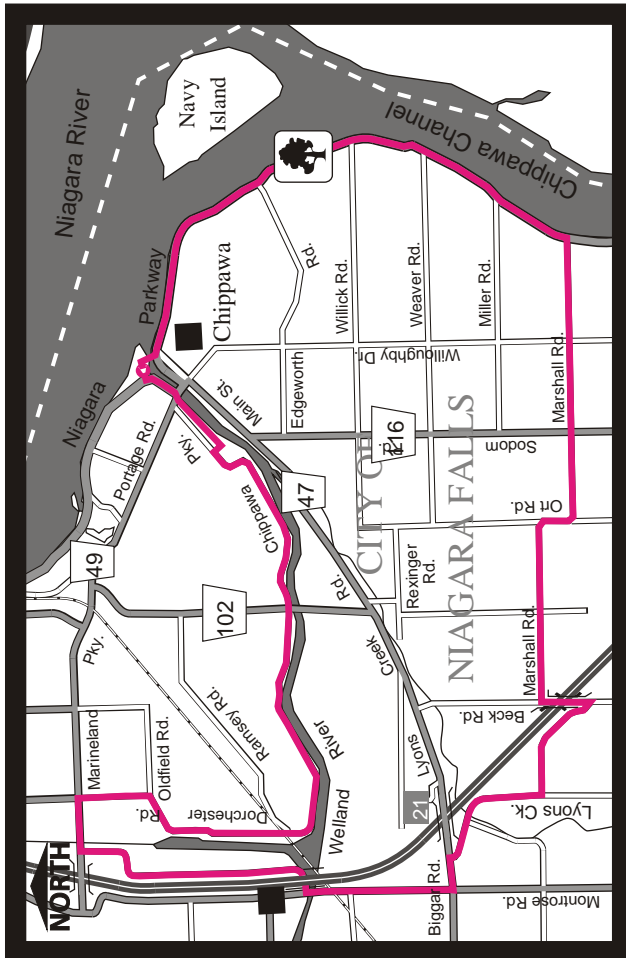 Niagara River
Navy
Island
Chippawa Channel
Parkway
Niagara
Chippawa
Rd.
Willick Rd.
Weaver Rd.
Miller Rd.
Marshall Rd.
Willoughby Dr.
Edgeworth
Main St.
Portage Rd.
Pky.
Sodom
116
CITY OF
NIAGARA FALLS
47
Ort Rd.
Chippawa
49
102
Rd.
Rexinger
Rd.
Creek
Marshall Rd.
Beck Rd.
Pky.
Marineland
Oldfield Rd.
Ramsey Rd.
River
Lyons
Dorchester
Rd.
Welland
21
Lyons Ck.
Biggar Rd.
Montrose Rd.
NORTH